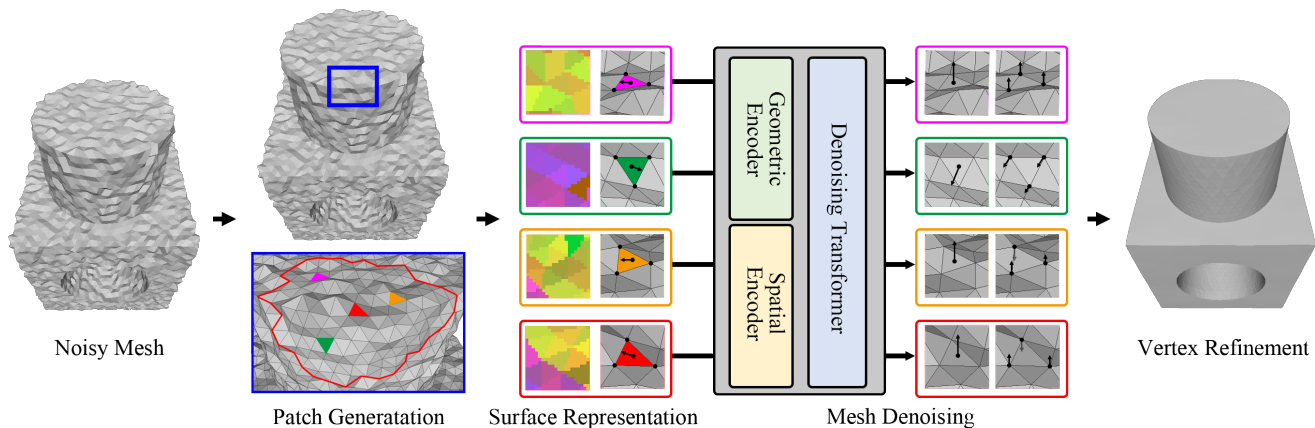 Noisy Mesh
Patch Generatation
Surface Representation
Geometric
Encoder
Spatial
Encoder
Denoising Transformer
Mesh Denoising
Vertex Refinement